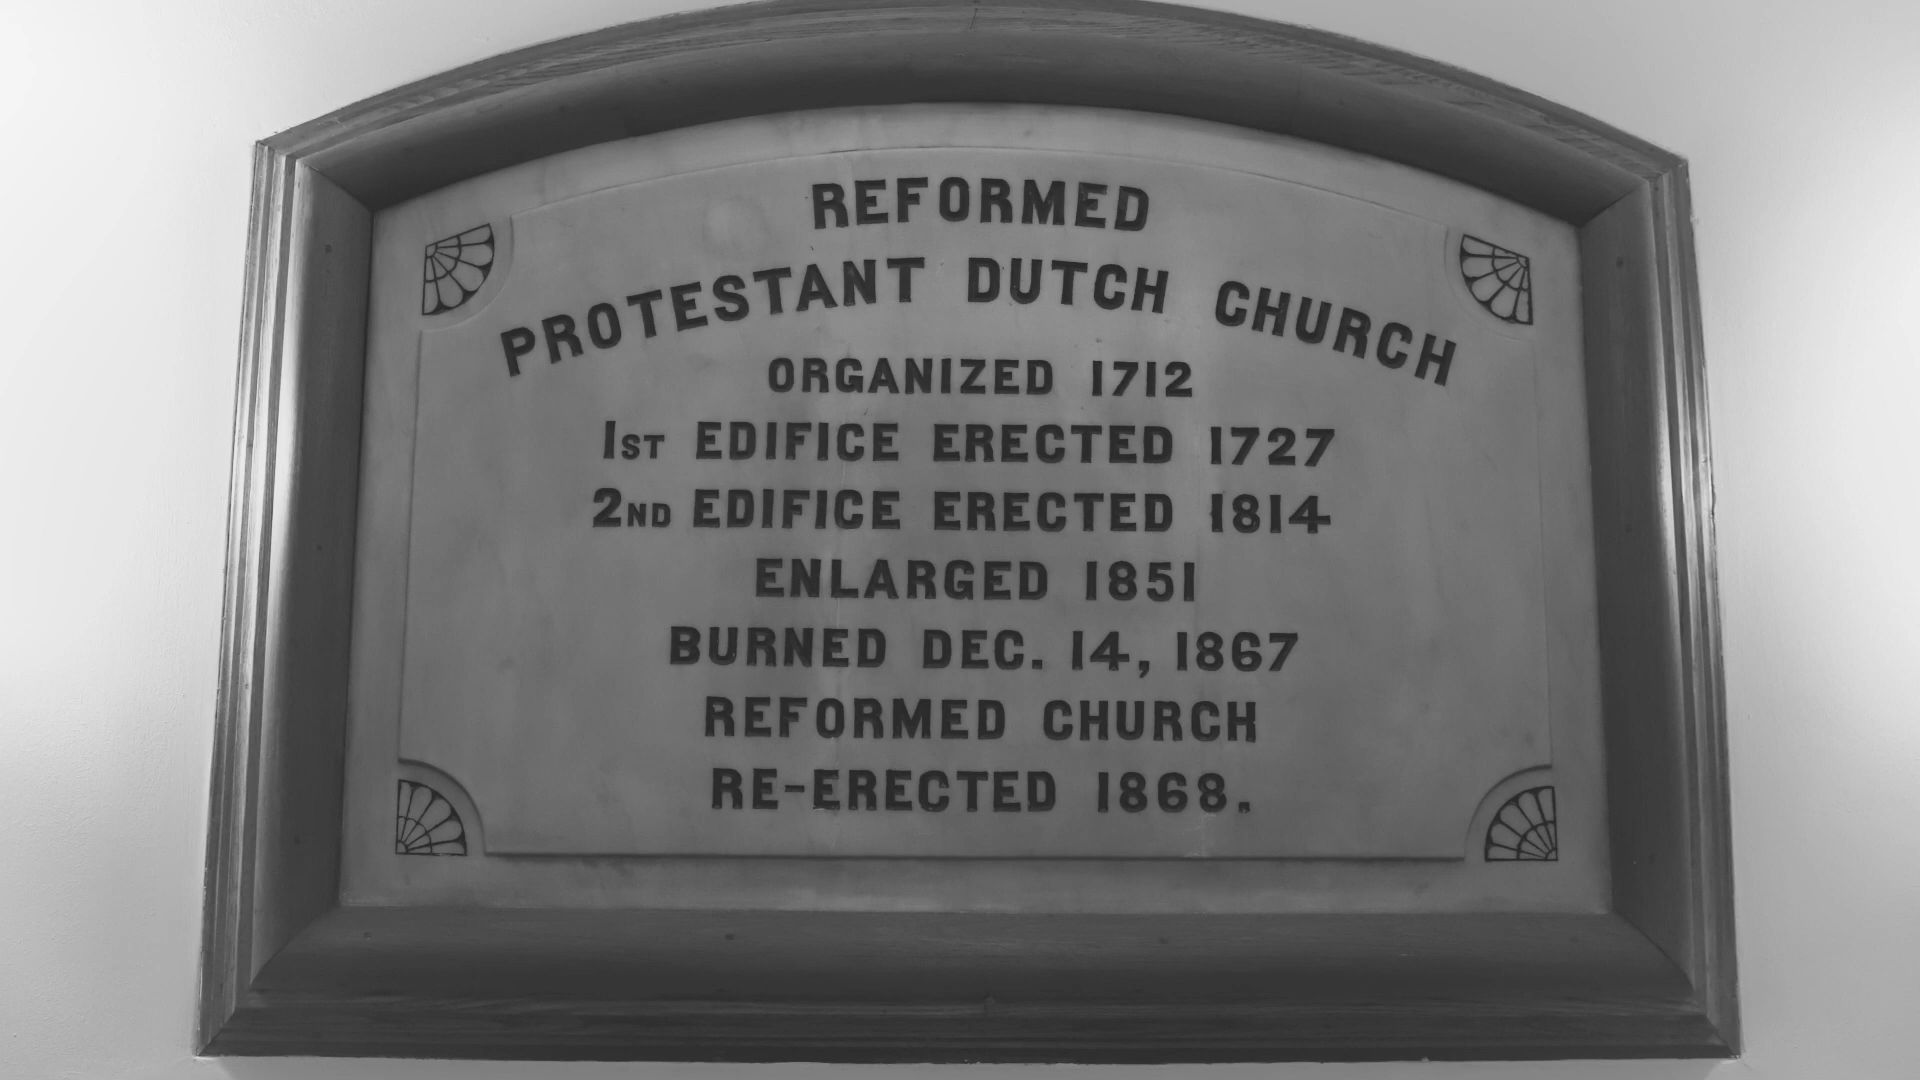 REFORMED
PROTESTANT DUTCH CHURCH
ORGANIZED 1712
1ST EDIFICE ERECTED 1727
2ND EDIFICE ERECTED 1814
ENLARGED 1851
BURNED DEC. 14, 1867
REFORMED CHURCH
RE-ERECTED 1868.